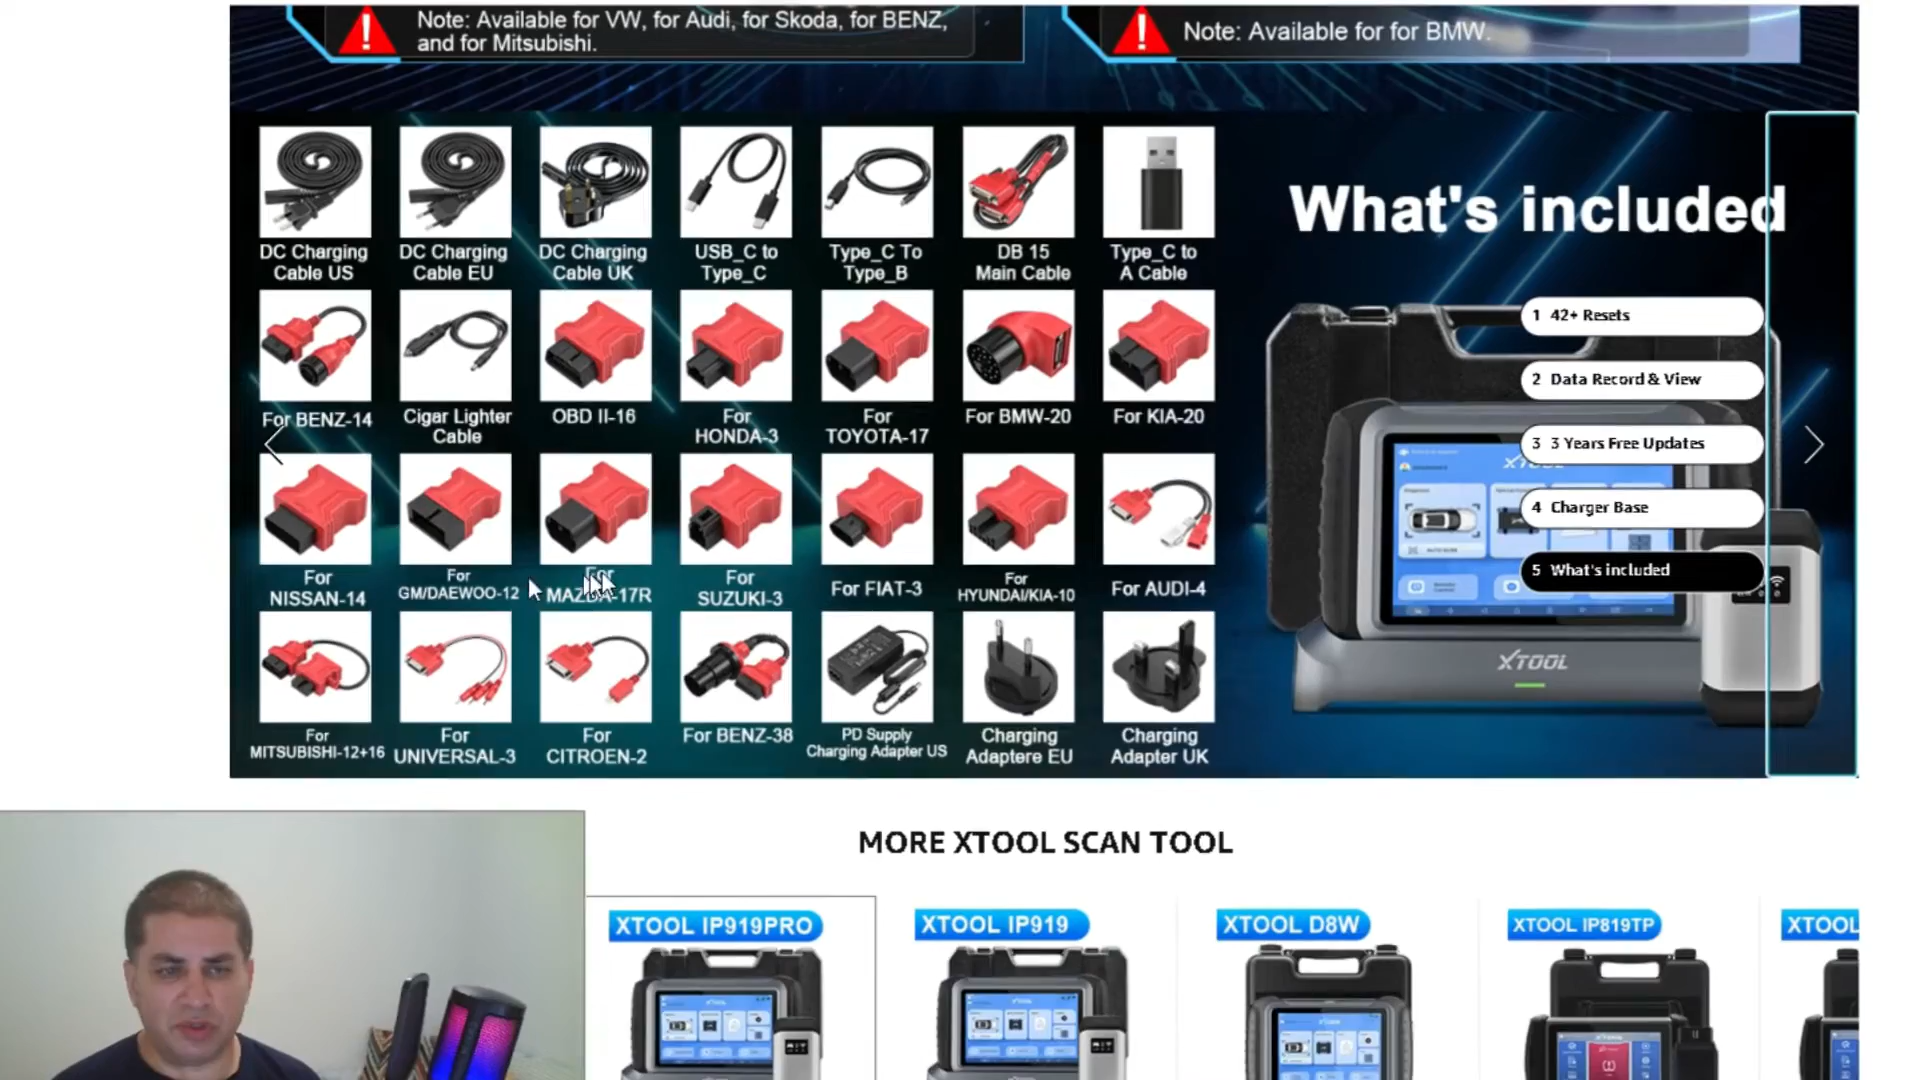 Note: Available for VW, for Audi, for Skoda, for BENZ,
and for Mitsubishi.
Note: Available for for BMW.
DC Charging
Cable US
DC Charging
Cable EU
DC Charging
Cable UK
USB_C to
Type_C
Type_C To
Type_B
DB 15
Main Cable
Type_C to
A Cable
For BENZ-14
Cigar Lighter
Cable
OBD II-16
For
HONDA-3
For
TOYOTA-17
For BMW-20
For KIA-20
For
NISSAN-14
For
GM/DAEWOO-12
For
MAZDA-17R
For
SUZUKI-3
For FIAT-3
For
HYUNDAI/KIA-10
For AUDI-4
For
MITSUBISHI-12+16
For
UNIVERSAL-3
For
CITROEN-2
For BENZ-38
PD Supply
Charging Adapter US
Charging
Adaptere EU
Charging
Adapter UK
What's included
1 42+ Resets
2 Data Record & View
3 3 Years Free Updates
4 Charger Base
5 What's included
XTOOL
MORE XTOOL SCAN TOOL
XTOOL IP919PRO
XTOOL IP919
XTOOL D8W
XTOOL IP819TP
XTOOL